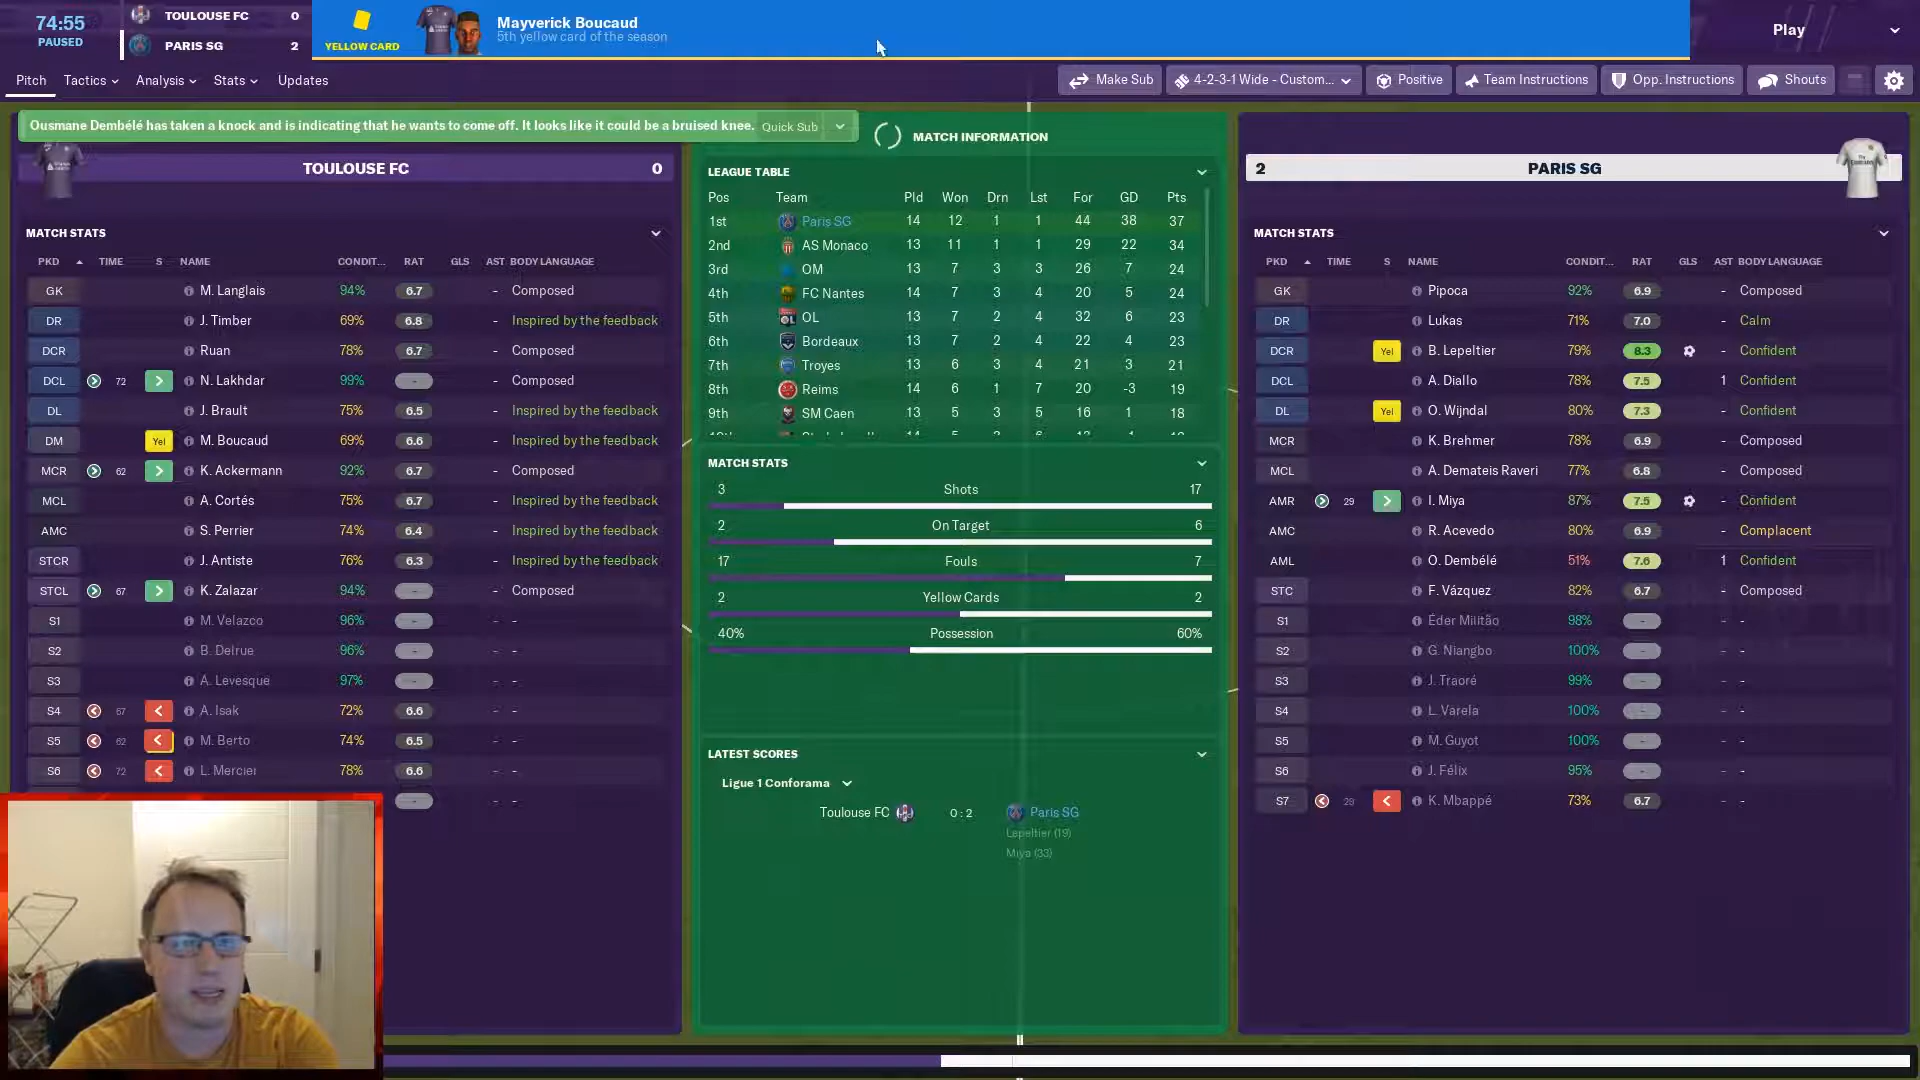 74:55
PAUSED
TOULOUSE FC 0
PARIS SG 2
YELLOW CARD
Mayverick Boucaud
5th yellow card of the season
Play
Pitch Tactics Analysis Stats Updates
Make Sub 4-2-3-1 Wide - Custom... Positive Team Instructions Opp. Instructions Shouts
Ousmane Dembélé has taken a knock and is indicating that he wants to come off. It looks like it could be a bruised knee. Quick Sub
TOULOUSE FC 0
MATCH STATS
PKD TIME S NAME CONDIT... RAT GLS AST BODY LANGUAGE
GK M. Langlais 94% 6.7 - Composed
DR J. Timber 69% 6.8 - Inspired by the feedback
DCR Ruan 78% 6.7 - Composed
DCL 72 N. Lakhdar 99% - - Composed
DL J. Brault 75% 6.5 - Inspired by the feedback
DM Yel M. Boucaud 69% 6.6 - Inspired by the feedback
MCR 62 K. Ackermann 92% 6.7 - Composed
MCL A. Cortés 75% 6.7 - Inspired by the feedback
AMC S. Perrier 74% 6.4 - Inspired by the feedback
STCR J. Antiste 76% 6.3 - Inspired by the feedback
STCL 67 K. Zalazar 94% - - Composed
S1 M. Velazco 96% - - -
S2 B. Delrue 96% - - -
S3 A. Levesque 97% - - -
S4 67 A. Isak 72% 6.6 - -
S5 62 M. Berto 74% 6.5 - -
S6 72 L. Mercier 78% 6.6 - -
- - -
MATCH INFORMATION
LEAGUE TABLE
Pos Team Pld Won Drn Lst For GD Pts
1st Paris SG 14 12 1 1 44 38 37
2nd AS Monaco 13 11 1 1 29 22 34
3rd OM 13 7 3 3 26 7 24
4th FC Nantes 14 7 3 4 20 5 24
5th OL 13 7 2 4 32 6 23
6th Bordeaux 13 7 2 4 22 4 23
7th Troyes 13 6 3 4 21 3 21
8th Reims 14 6 1 7 20 -3 19
9th SM Caen 13 5 3 5 16 1 18
MATCH STATS
3 Shots 17
2 On Target 6
17 Fouls 7
2 Yellow Cards 2
40% Possession 60%
LATEST SCORES
Ligue 1 Conforama
Toulouse FC 0 : 2 Paris SG
Lepeltier (19)
Miya (33)
2 PARIS SG
MATCH STATS
PKD TIME S NAME CONDIT... RAT GLS AST BODY LANGUAGE
GK Pipoca 92% 6.9 - Composed
DR Lukas 71% 7.0 - Calm
DCR Yel B. Lepeltier 79% 8.3 - Confident
DCL A. Diallo 78% 7.5 1 Confident
DL Yel O. Wijndal 80% 7.3 - Confident
MCR K. Brehmer 78% 6.9 - Composed
MCL A. Demateis Raveri 77% 6.8 - Composed
AMR 29 I. Miya 87% 7.5 - Confident
AMC R. Acevedo 80% 6.9 - Complacent
AML O. Dembélé 51% 7.6 1 Confident
STC F. Vázquez 82% 6.7 - Composed
S1 Éder Militão 98% - - -
S2 G. Niangbo 100% - - -
S3 J. Traoré 99% - - -
S4 L. Varela 100% - - -
S5 M. Guyot 100% - - -
S6 J. Félix 95% - - -
S7 29 K. Mbappé 73% 6.7 - -